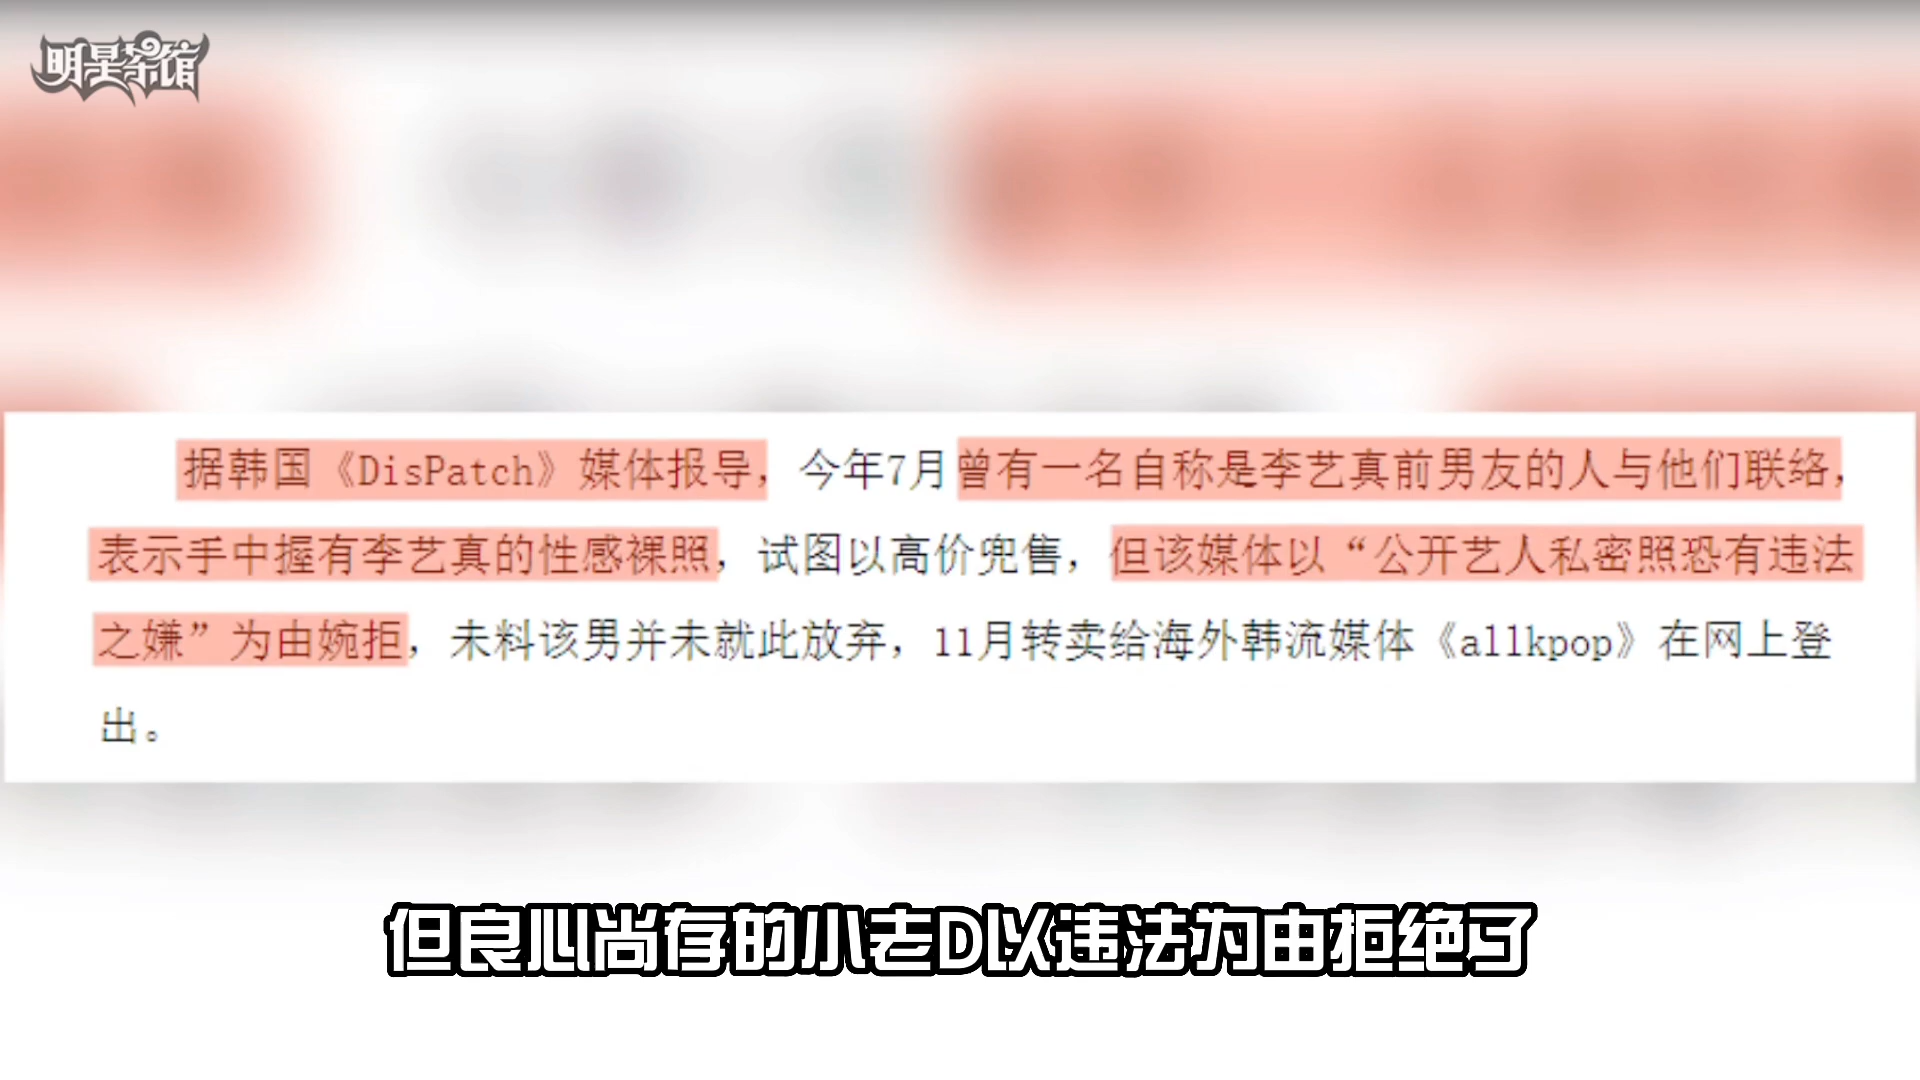 明星茶馆
据韩国《DisPatch》媒体报导，今年7月曾有一名自称是李艺真前男友的人与他们联络，
表示手中握有李艺真的性感裸照，试图以高价兜售，但该媒体以“公开艺人私密照恐有违法
之嫌”为由婉拒，未料该男并未就此放弃，11月转卖给海外韩流媒体《allkpop》在网上登
出。
但良心尚存的小老D以违法为由拒绝了